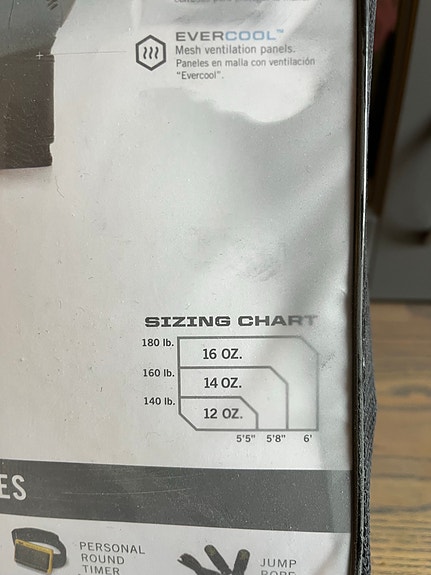 EVERCOOL™
Mesh ventilation panels.
Paneles en malla con ventilación
"Evercool".
SIZING CHART
180 lb.
16 OZ.
160 lb.
14 OZ.
140 lb.
12 OZ.
5'5" 5'8" 6'
ES
PERSONAL
ROUND
TIMER
JUMP
ROPE